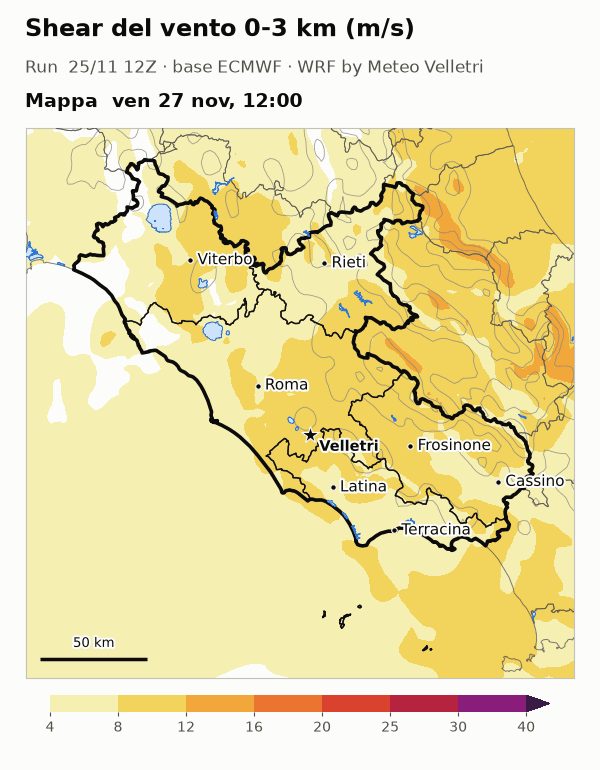 Shear del vento 0-3 km (m/s)
Run  25/11 12Z · base ECMWF · WRF by Meteo Velletri
Mappa  ven 27 nov, 12:00
Viterbo
Rieti
Roma
Velletri
Frosinone
Latina
Cassino
Terracina
50 km
4 8 12 16 20 25 30 40